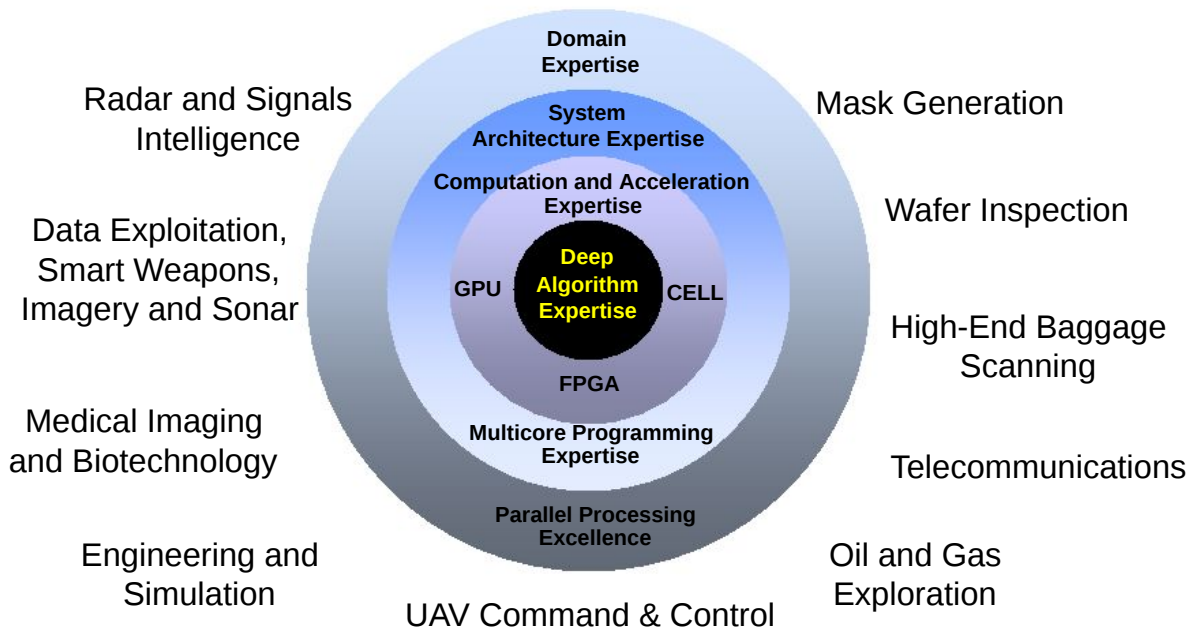 Domain
Expertise
System
Architecture Expertise
Computation and Acceleration
Expertise
Deep
Algorithm
Expertise
GPU
CELL
FPGA
Multicore Programming
Expertise
Parallel Processing
Excellence
Radar and Signals
Intelligence
Data Exploitation,
Smart Weapons,
Imagery and Sonar
Medical Imaging
and Biotechnology
Engineering and
Simulation
UAV Command & Control
Mask Generation
Wafer Inspection
High-End Baggage
Scanning
Telecommunications
Oil and Gas
Exploration